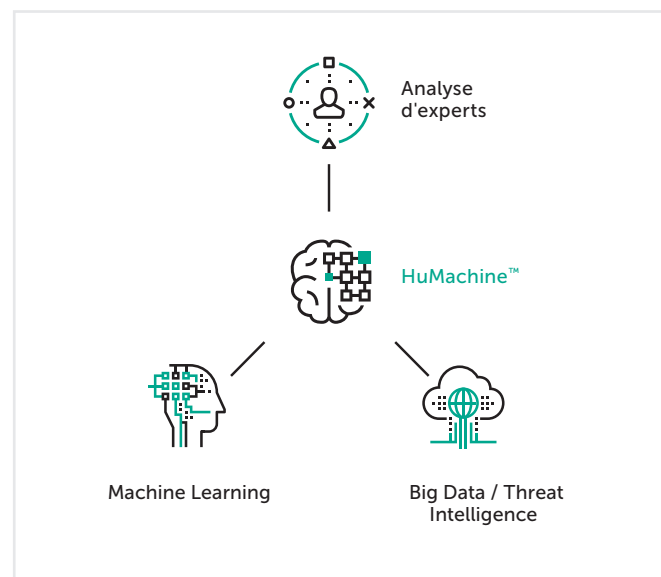 Analyse
d'experts
HuMachine™
Machine Learning
Big Data / Threat
Intelligence